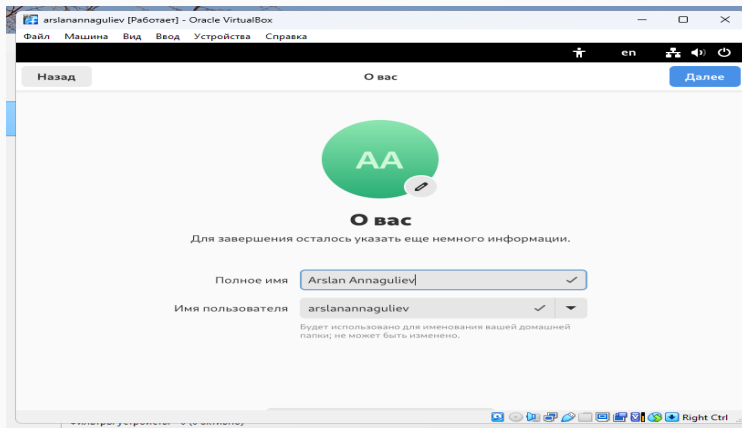 arslanannaguliev [Работает] - Oracle VirtualBox
Файл Машина Вид Ввод Устройства Справка
en
Назад О вас Далее
AA
О вас
Для завершения осталось указать еще немного информации.
Полное имя Arslan Annaguliev
Имя пользователя arslanannaguliev
Будет использовано для именования вашей домашней
папки; не может быть изменено.
Right Ctrl